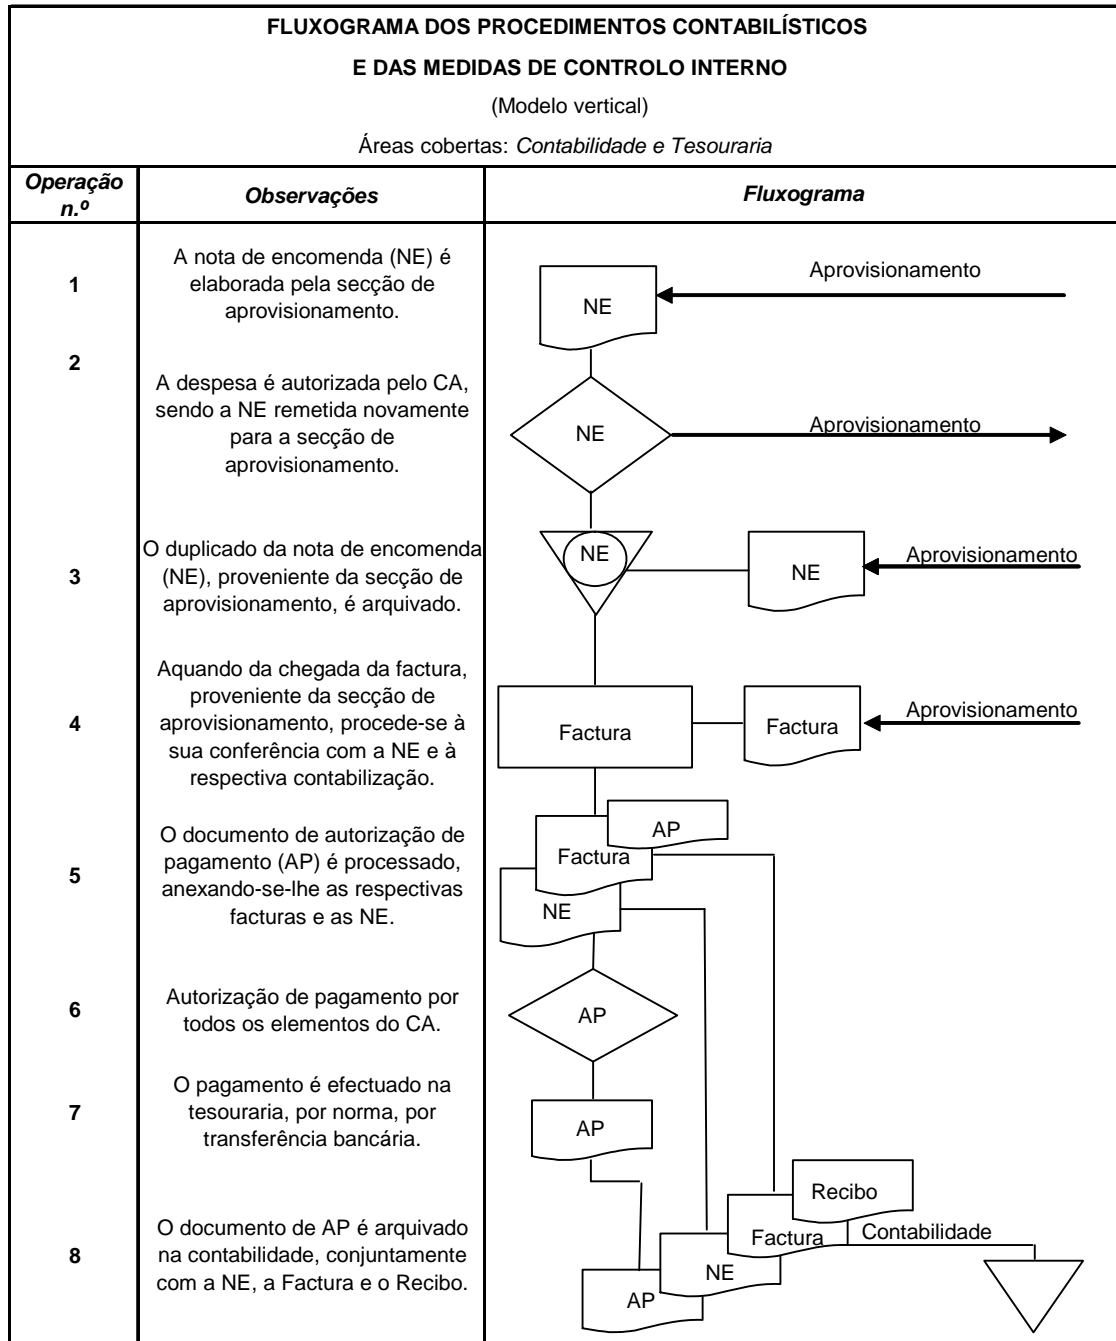 FLUXOGRAMA DOS PROCEDIMENTOS CONTABILÍSTICOS
E DAS MEDIDAS DE CONTROLO INTERNO
(Modelo vertical)
Áreas cobertas: Contabilidade e Tesouraria
Operação
n.º
Observações
Fluxograma
1
A nota de encomenda (NE) é
elaborada pela secção de
aprovisionamento.
NE
Aprovisionamento
2
A despesa é autorizada pelo CA,
sendo a NE remetida novamente
para a secção de
aprovisionamento.
NE
Aprovisionamento
3
O duplicado da nota de encomenda
(NE), proveniente da secção de
aprovisionamento, é arquivado.
NE
NE
Aprovisionamento
4
Aquando da chegada da factura,
proveniente da secção de
aprovisionamento, procede-se à
sua conferência com a NE e à
respectiva contabilização.
Factura
Factura
Aprovisionamento
5
O documento de autorização de
pagamento (AP) é processado,
anexando-se-lhe as respectivas
facturas e as NE.
AP
Factura
NE
6
Autorização de pagamento por
todos os elementos do CA.
AP
7
O pagamento é efectuado na
tesouraria, por norma, por
transferência bancária.
AP
8
O documento de AP é arquivado
na contabilidade, conjuntamente
com a NE, a Factura e o Recibo.
Recibo
Factura
Contabilidade
NE
AP